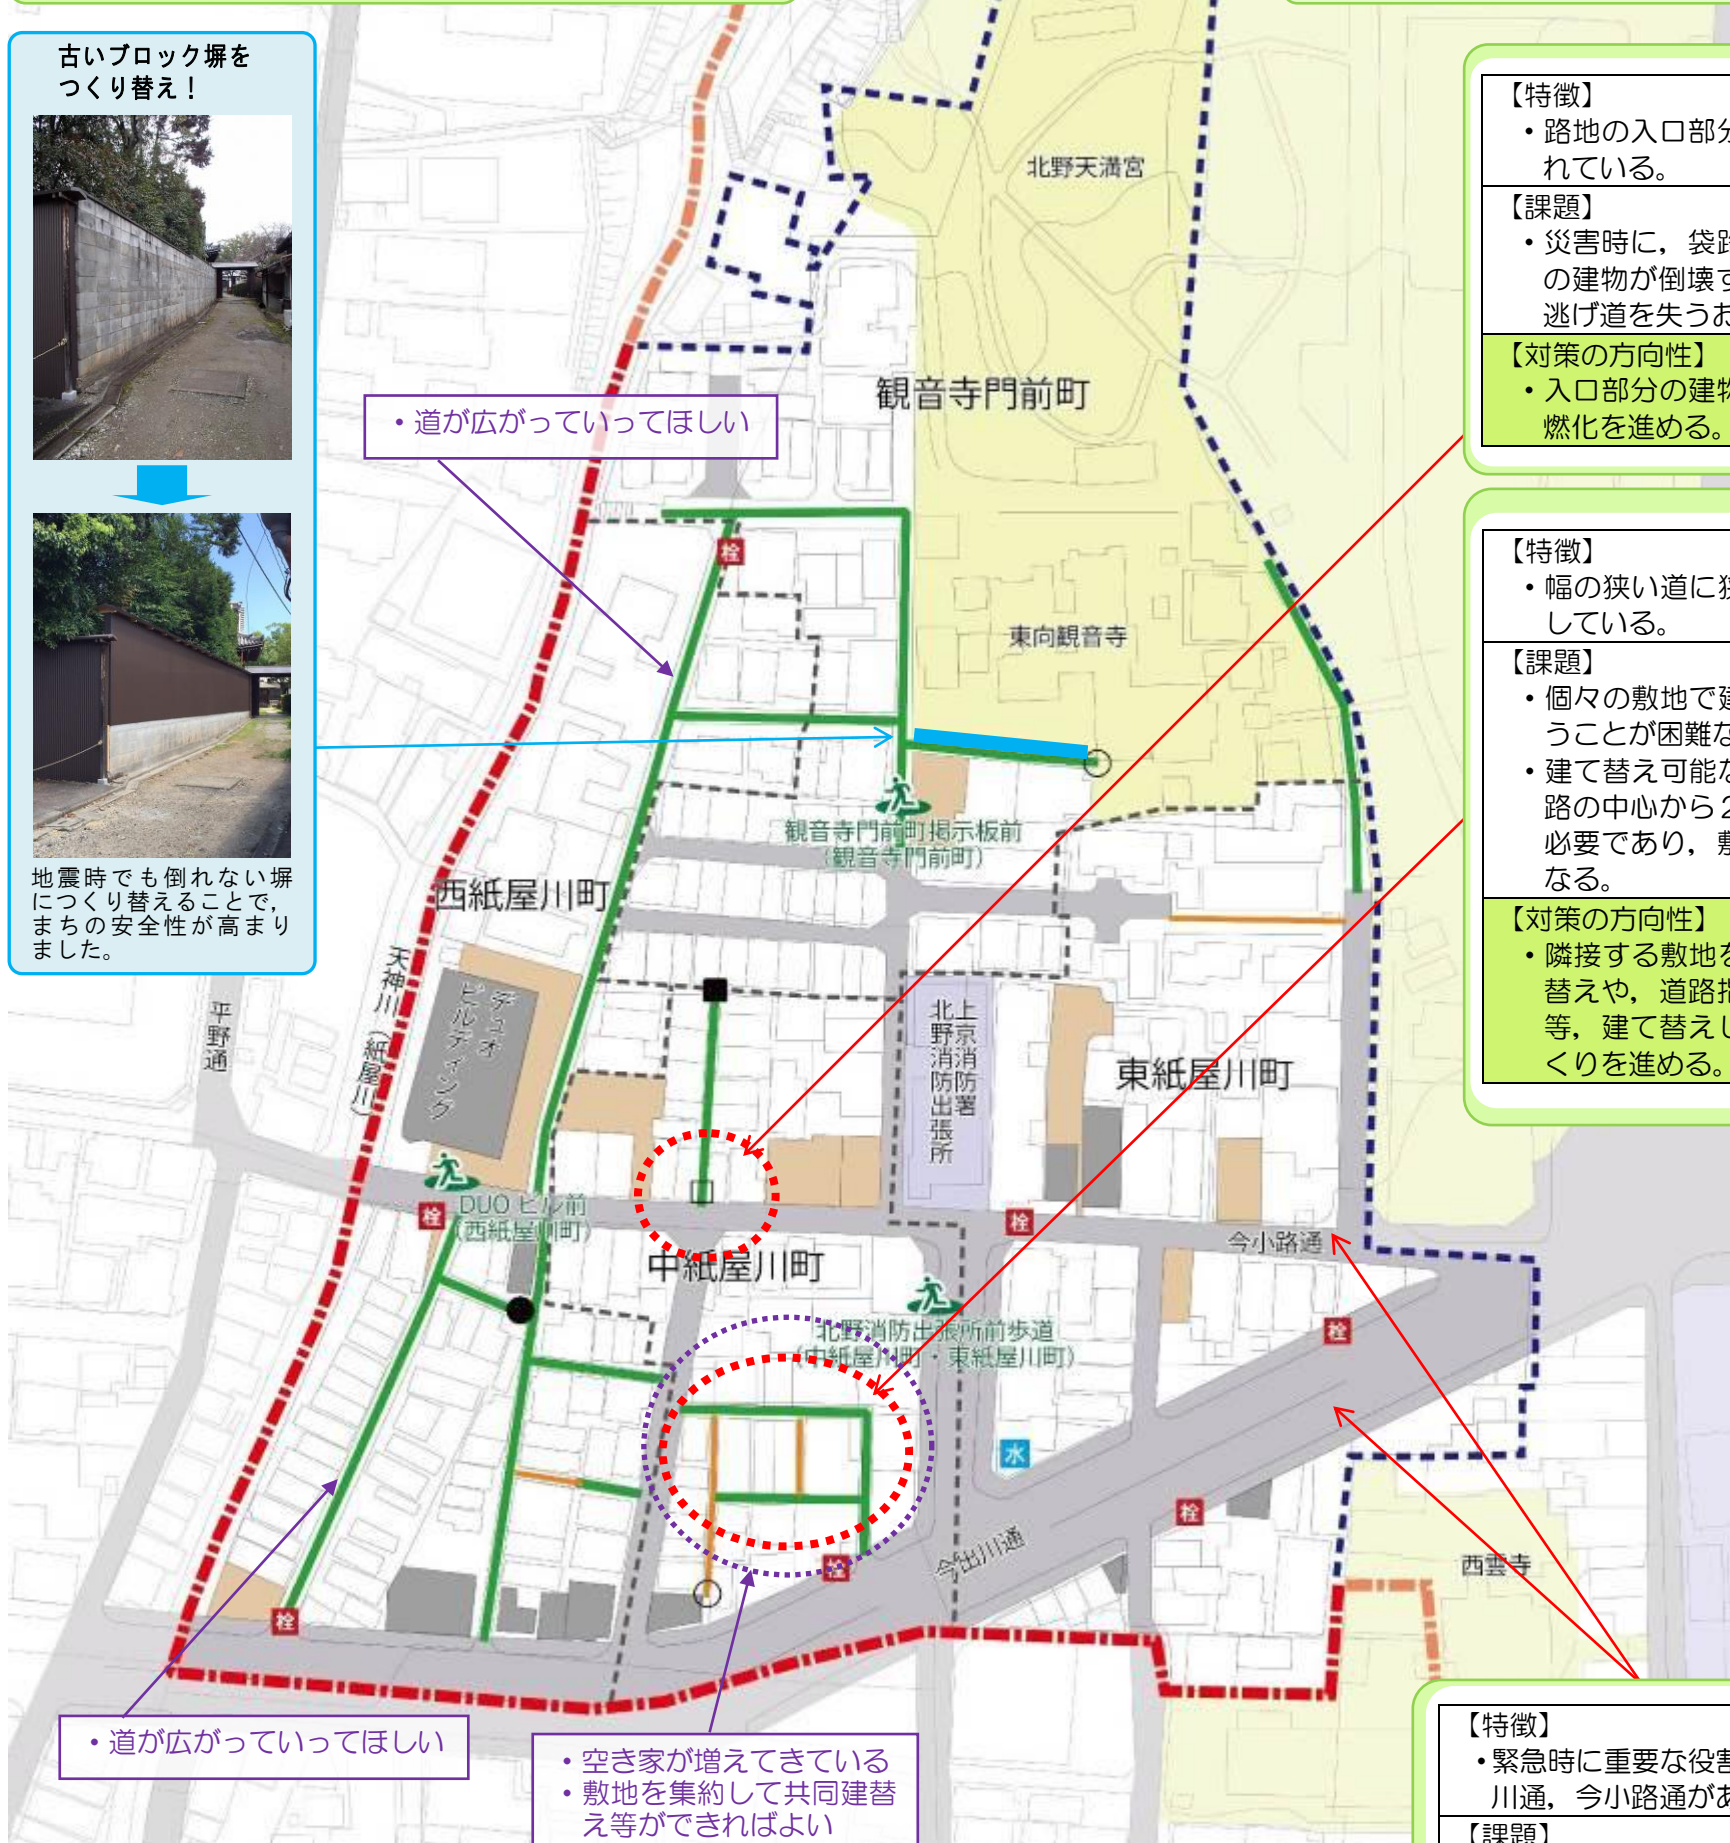 古いブロック塀を
つくり替え！
地震時でも倒れない塀
につくり替えることで，
まちの安全性が高まり
ました。
・道が広がっていってほしい
北野天満宮
観音寺門前町
東向観音寺
栓
観音寺門前町掲示板前
（観音寺門前町）
西紙屋川町
天神川（紙屋川）
平野通
デュオ
ビルディング
上京消防署
北野消防出張所
東紙屋川町
栓
DUO ビル前
（西紙屋川町）
中紙屋川町
栓
今小路通
北野消防出張所前歩道
（中紙屋川町・東紙屋川町）
栓
水
栓
今出川通
栓
西雲寺
栓
・道が広がっていってほしい
・空き家が増えてきている
・敷地を集約して共同建替
え等ができればよい
【特徴】
・路地の入口部分
れている。
【課題】
・災害時に，袋路
の建物が倒壊す
逃げ道を失うお
【対策の方向性】
・入口部分の建物
燃化を進める。
【特徴】
・幅の狭い道に狭
している。
【課題】
・個々の敷地で建
うことが困難な
・建て替え可能な
路の中心から２
必要であり，敷
なる。
【対策の方向性】
・隣接する敷地を
替えや，道路指
等，建て替えし
くりを進める。
【特徴】
・緊急時に重要な役割
川通，今小路通があ
【課題】